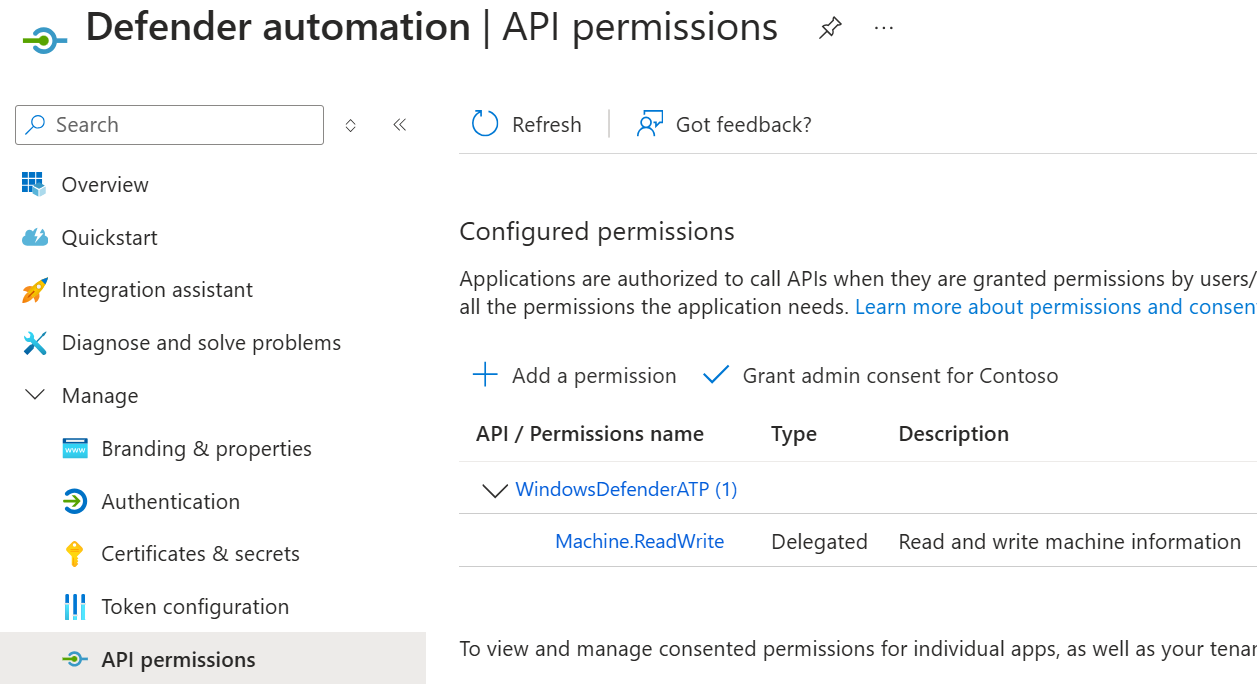 Defender automation | API permissions
Search
Refresh
Got feedback?
Overview
Quickstart
Integration assistant
Diagnose and solve problems
Manage
Branding & properties
Authentication
Certificates & secrets
Token configuration
API permissions
Configured permissions
Applications are authorized to call APIs when they are granted permissions by users/
all the permissions the application needs. Learn more about permissions and consen
Add a permission
Grant admin consent for Contoso
API / Permissions name Type Description
WindowsDefenderATP (1)
Machine.ReadWrite Delegated Read and write machine information
To view and manage consented permissions for individual apps, as well as your tenan